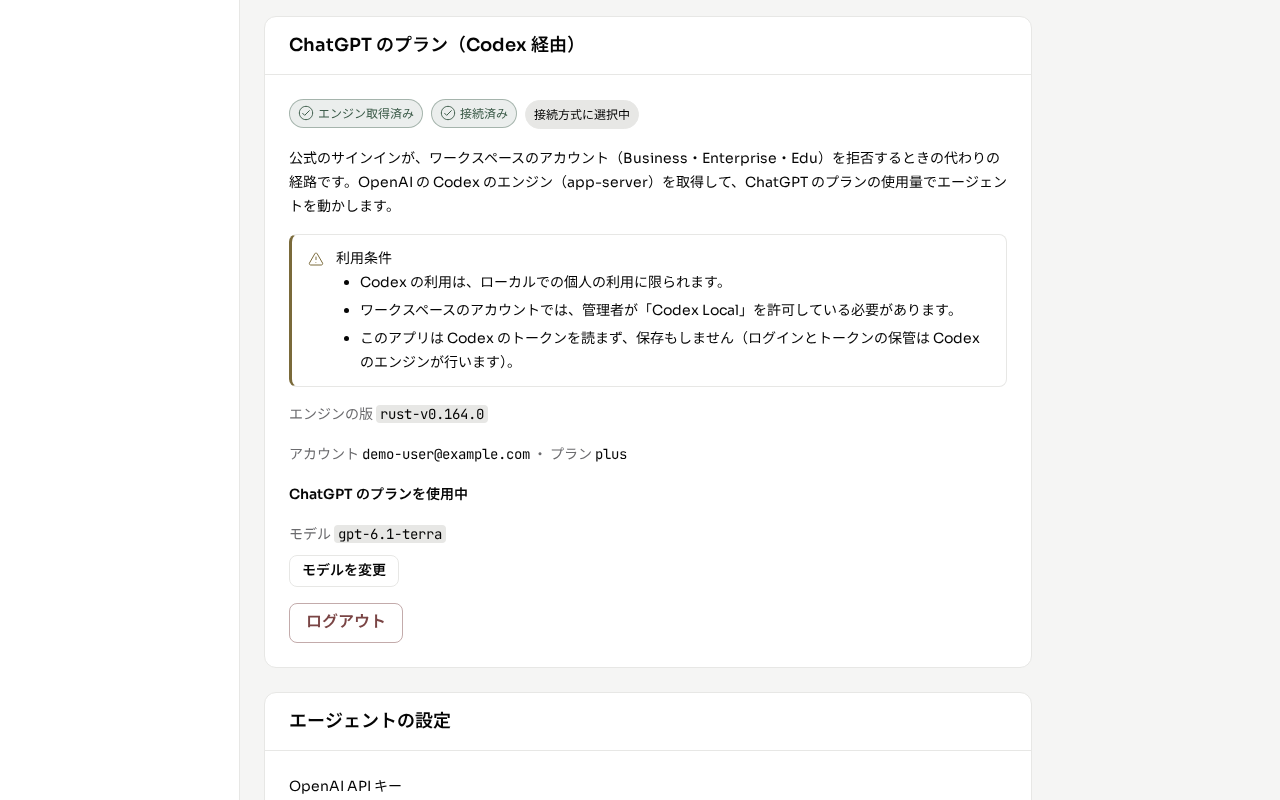 ChatGPT のプラン（Codex 経由）
エンジン取得済み 接続済み 接続方式に選択中
公式のサインインが、ワークスペースのアカウント（Business・Enterprise・Edu）を拒否するときの代わりの
経路です。OpenAI の Codex のエンジン（app-server）を取得して、ChatGPT のプランの使用量でエージェン
トを動かします。
利用条件
• Codex の利用は、ローカルでの個人の利用に限られます。
• ワークスペースのアカウントでは、管理者が「Codex Local」を許可している必要があります。
• このアプリは Codex のトークンを読まず、保存もしません（ログインとトークンの保管は Codex
のエンジンが行います）。
エンジンの版 rust-v0.164.0
アカウント demo-user@example.com ・ プラン plus
ChatGPT のプランを使用中
モデル gpt-6.1-terra
モデルを変更
ログアウト
エージェントの設定
OpenAI API キー